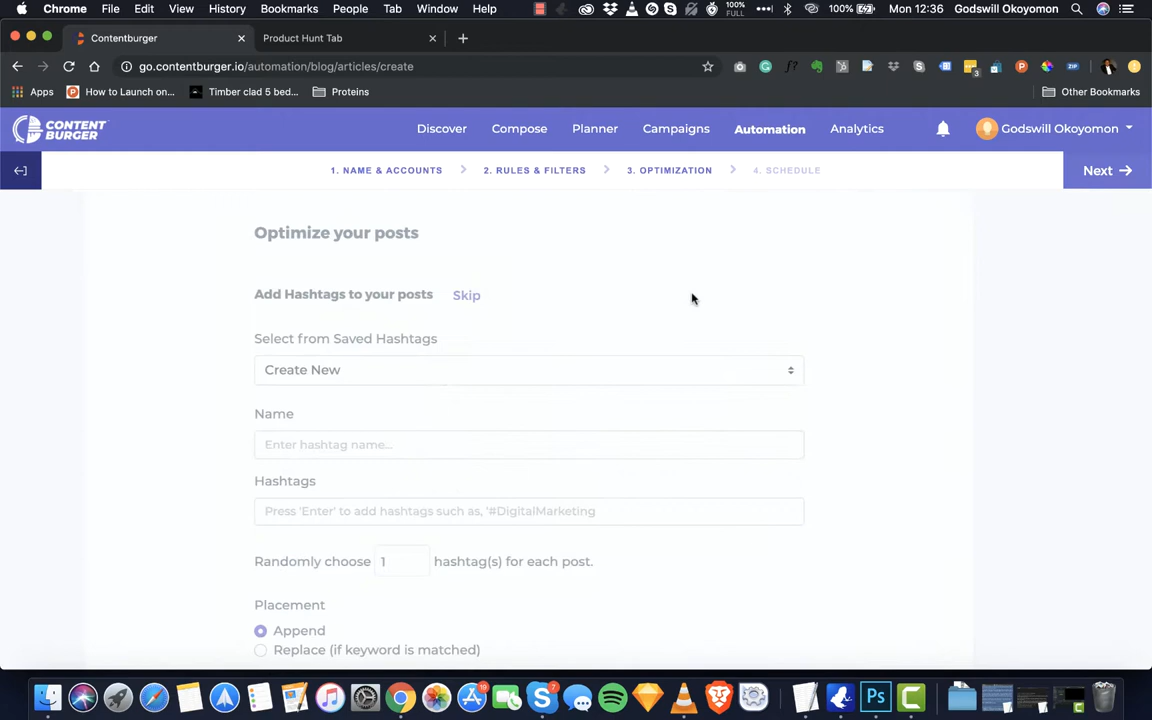 Chrome File Edit View History Bookmarks People Tab Window Help 100% FULL 100% Mon 12:36 Godswill Okoyomon
Contentburger Product Hunt Tab
go.contentburger.io/automation/blog/articles/create
Apps How to Launch on... Timber clad 5 bed... Proteins Other Bookmarks
CONTENT BURGER Discover Compose Planner Campaigns Automation Analytics Godswill Okoyomon
1. NAME & ACCOUNTS 2. RULES & FILTERS 3. OPTIMIZATION 4. SCHEDULE Next
Optimize your posts
Add Hashtags to your posts Skip
Select from Saved Hashtags
Create New
Name
Enter hashtag name...
Hashtags
Press 'Enter' to add hashtags such as, '#DigitalMarketing
Randomly choose 1 hashtag(s) for each post.
Placement
Append
Replace (if keyword is matched)